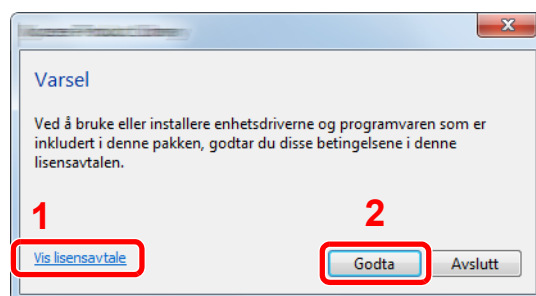 Varsel
Ved å bruke eller installere enhetsdriverne og programvaren som er
inkludert i denne pakken, godtar du disse betingelsene i denne
lisensavtalen.
1
2
Vis lisensavtale
Godta
Avslutt